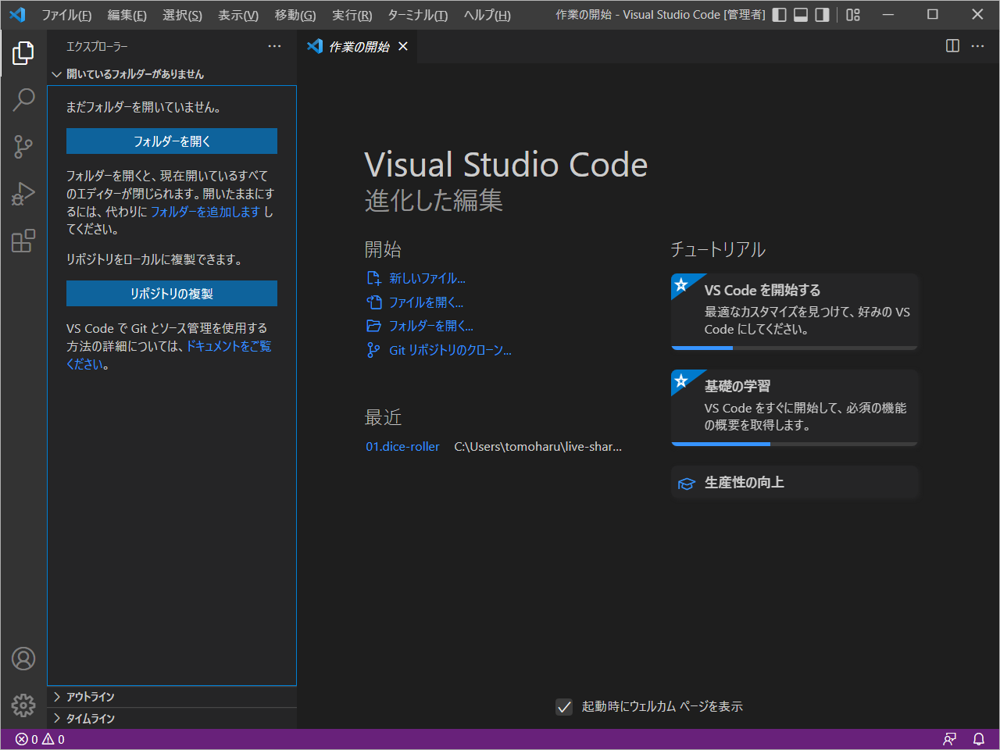 ファイル(F) 編集(E) 選択(S) 表示(V) 移動(G) 実行(R) ターミナル(T) ヘルプ(H) 作業の開始 - Visual Studio Code [管理者]
エクスプローラー
作業の開始
開いているフォルダーがありません
まだフォルダーを開いていません。
フォルダーを開く
フォルダーを開くと、現在開いているすべて
のエディターが閉じられます。開いたままにす
るには、代わりに フォルダーを追加します し
てください。
リポジトリをローカルに複製できます。
リポジトリの複製
VS Code で Git とソース管理を使用する
方法の詳細については、ドキュメントをご覧
ください。
アウトライン
タイムライン
Visual Studio Code
進化した編集
開始
新しいファイル...
ファイルを開く...
フォルダーを開く...
Git リポジトリのクローン...
最近
01.dice-roller C:\Users\tomoharu\live-shar...
チュートリアル
VS Code を開始する
最適なカスタマイズを見つけて、好みの VS
Code にしてください。
基礎の学習
VS Code をすぐに開始して、必須の機能
の概要を取得します。
生産性の向上
起動時にウェルカム ページを表示
0 0